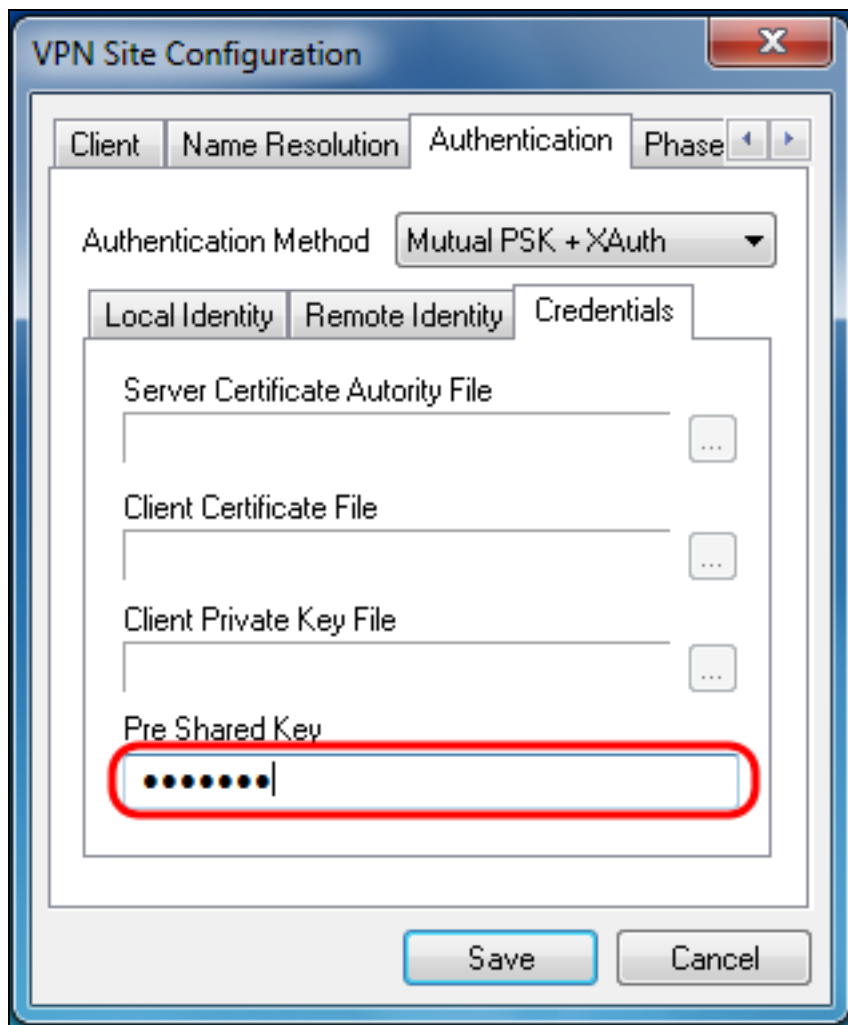 VPN Site Configuration
Client Name Resolution Authentication Phase
Authentication Method Mutual PSK + XAuth
Local Identity Remote Identity Credentials
Server Certificate Autority File
...
Client Certificate File
...
Client Private Key File
...
Pre Shared Key
●●●●●●●
Save Cancel